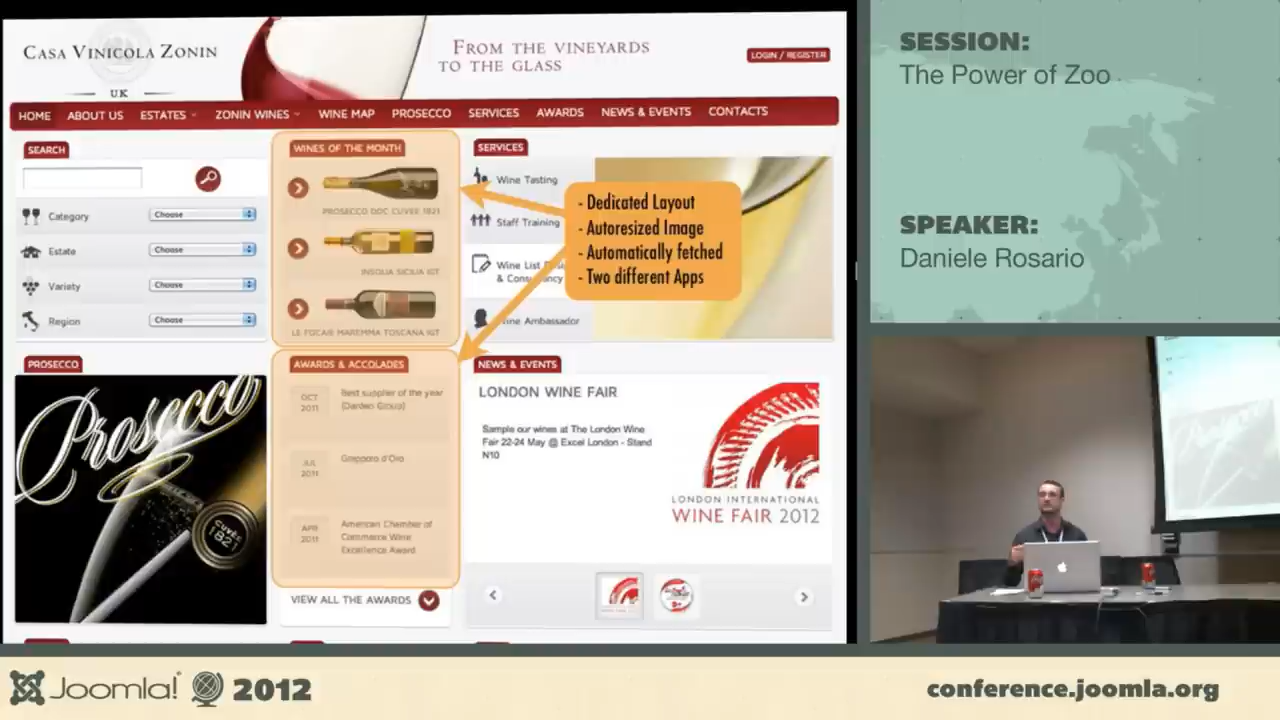 CASA VINICOLA ZONIN
UK
FROM THE VINEYARDS
TO THE GLASS
LOGIN / REGISTER
HOME ABOUT US ESTATES ZONIN WINES WINE MAP PROSECCO SERVICES AWARDS NEWS & EVENTS CONTACTS
SEARCH
Category Choose
Estate Choose
Variety Choose
Region Choose
WINES OF THE MONTH
PROSECCO DOC CUVEE 1821
INSOLIA SICILIA IGT
LE FOCAIE MAREMMA TOSCANA IGT
SERVICES
Wine Tasting
Staff Training
Wine List
& Cons ncy
Wine Ambassador
- Dedicated Layout
- Autoresized Image
- Automatically fetched
- Two different Apps
PROSECCO
Prosecco
CUVÉE
1821
AWARDS & ACCOLADES
OCT
2011
Best supplier of the year
(Darden Group)
JUL
2011
Grappolo d'Oro
APR
2011
American Chamber of
Commerce Wine
Excellence Award
VIEW ALL THE AWARDS
NEWS & EVENTS
LONDON WINE FAIR
Sample our wines at The London Wine
Fair 22-24 May @ Excel London - Stand
N10
LONDON INTERNATIONAL
WINE FAIR 2012
SESSION:
The Power of Zoo
SPEAKER:
Daniele Rosario
Joomla! 2012
conference.joomla.org